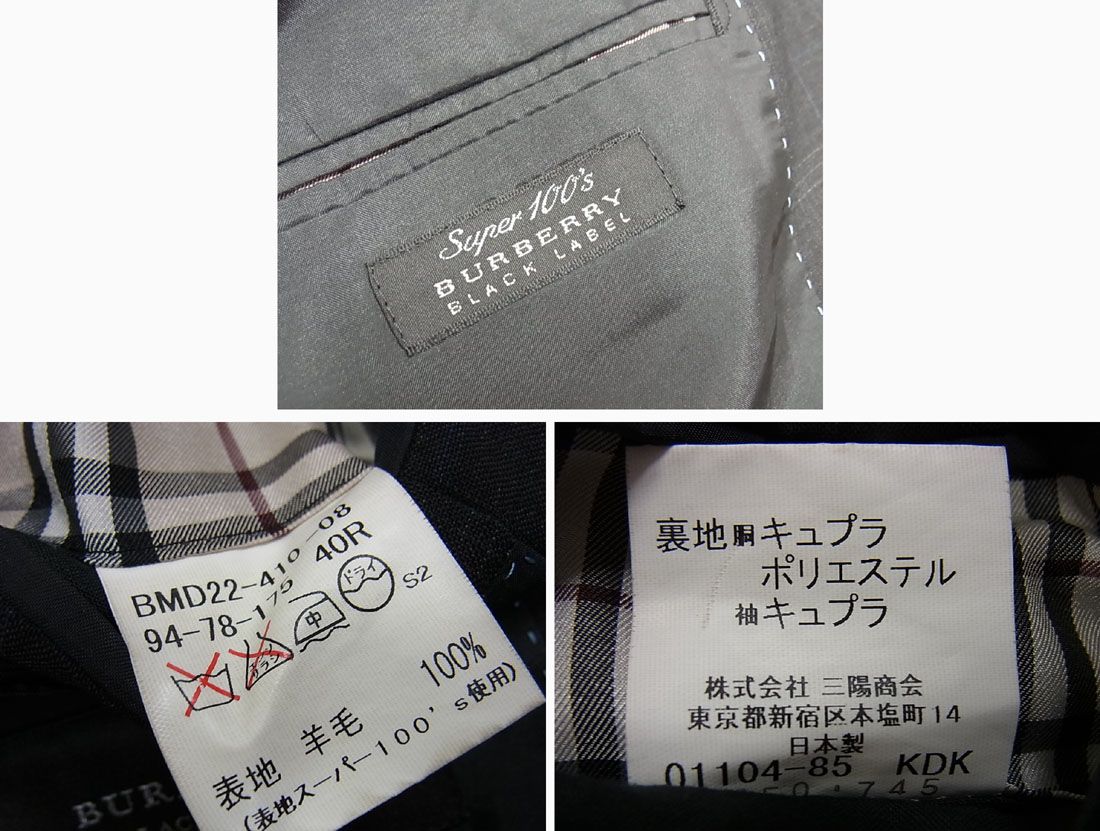 Super 100's
BURBERRY
BLACK LABEL
BMD22-410-08
94-78-175 40R
中
ドライ
S2
100%
表地 羊毛
(表地スーパー100's使用)
裏地 胴 キュプラ
ポリエステル
袖 キュプラ
株式会社 三陽商会
東京都新宿区本塩町14
日本製
01104-85 KDK